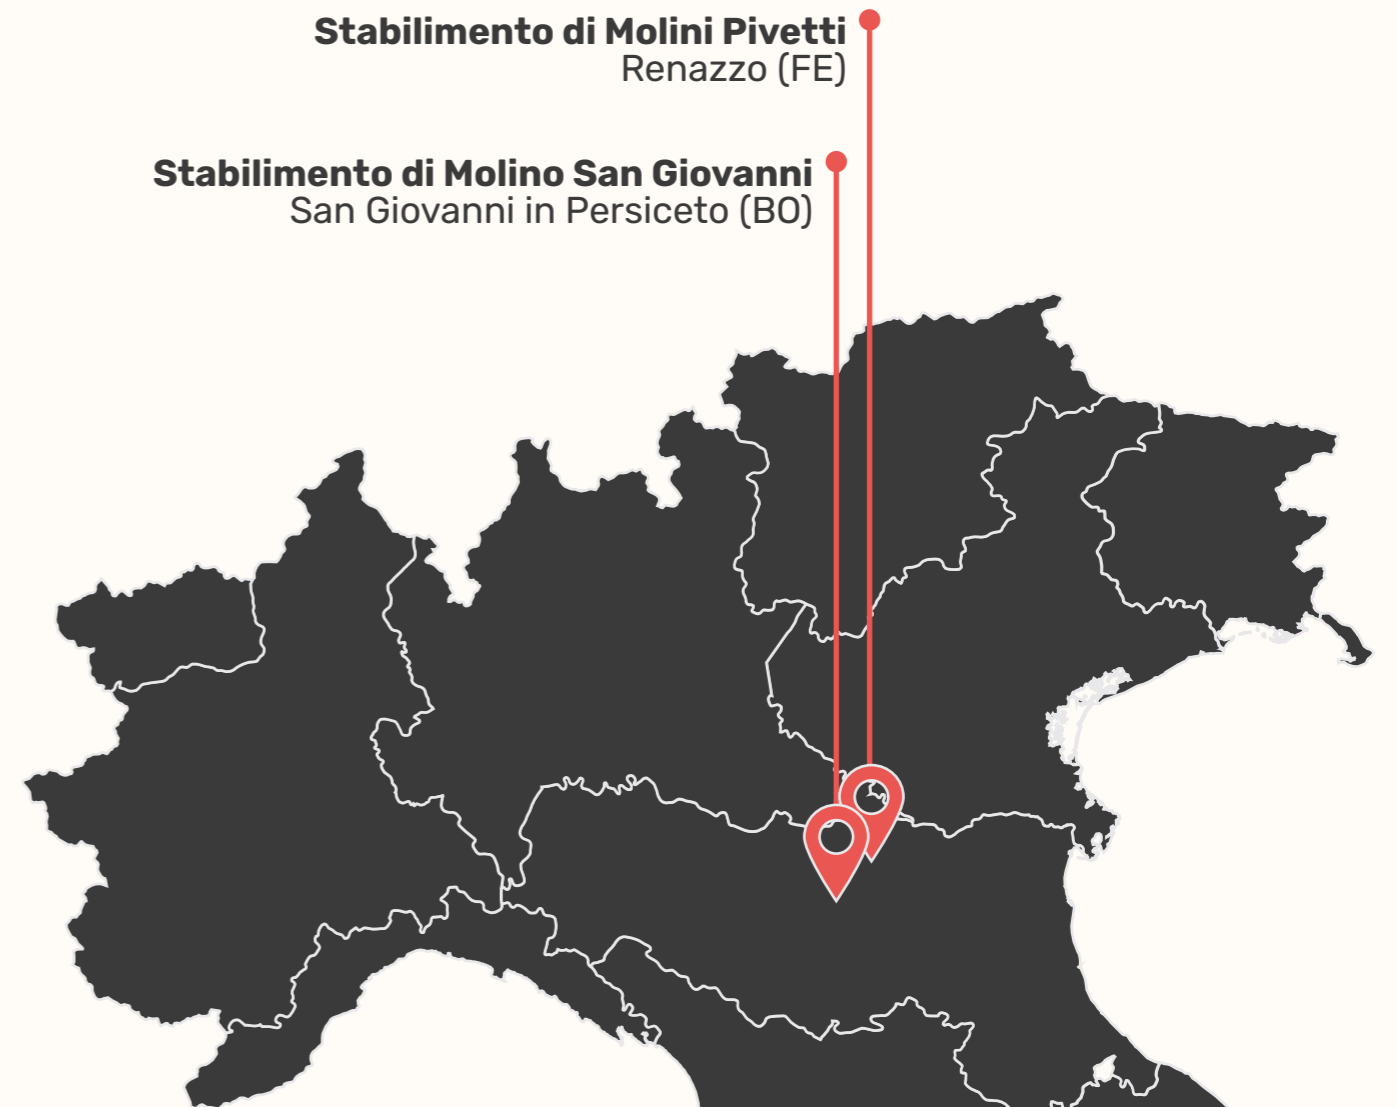 Stabilimento di Molini Pivetti
Renazzo (FE)
Stabilimento di Molino San Giovanni
San Giovanni in Persiceto (BO)